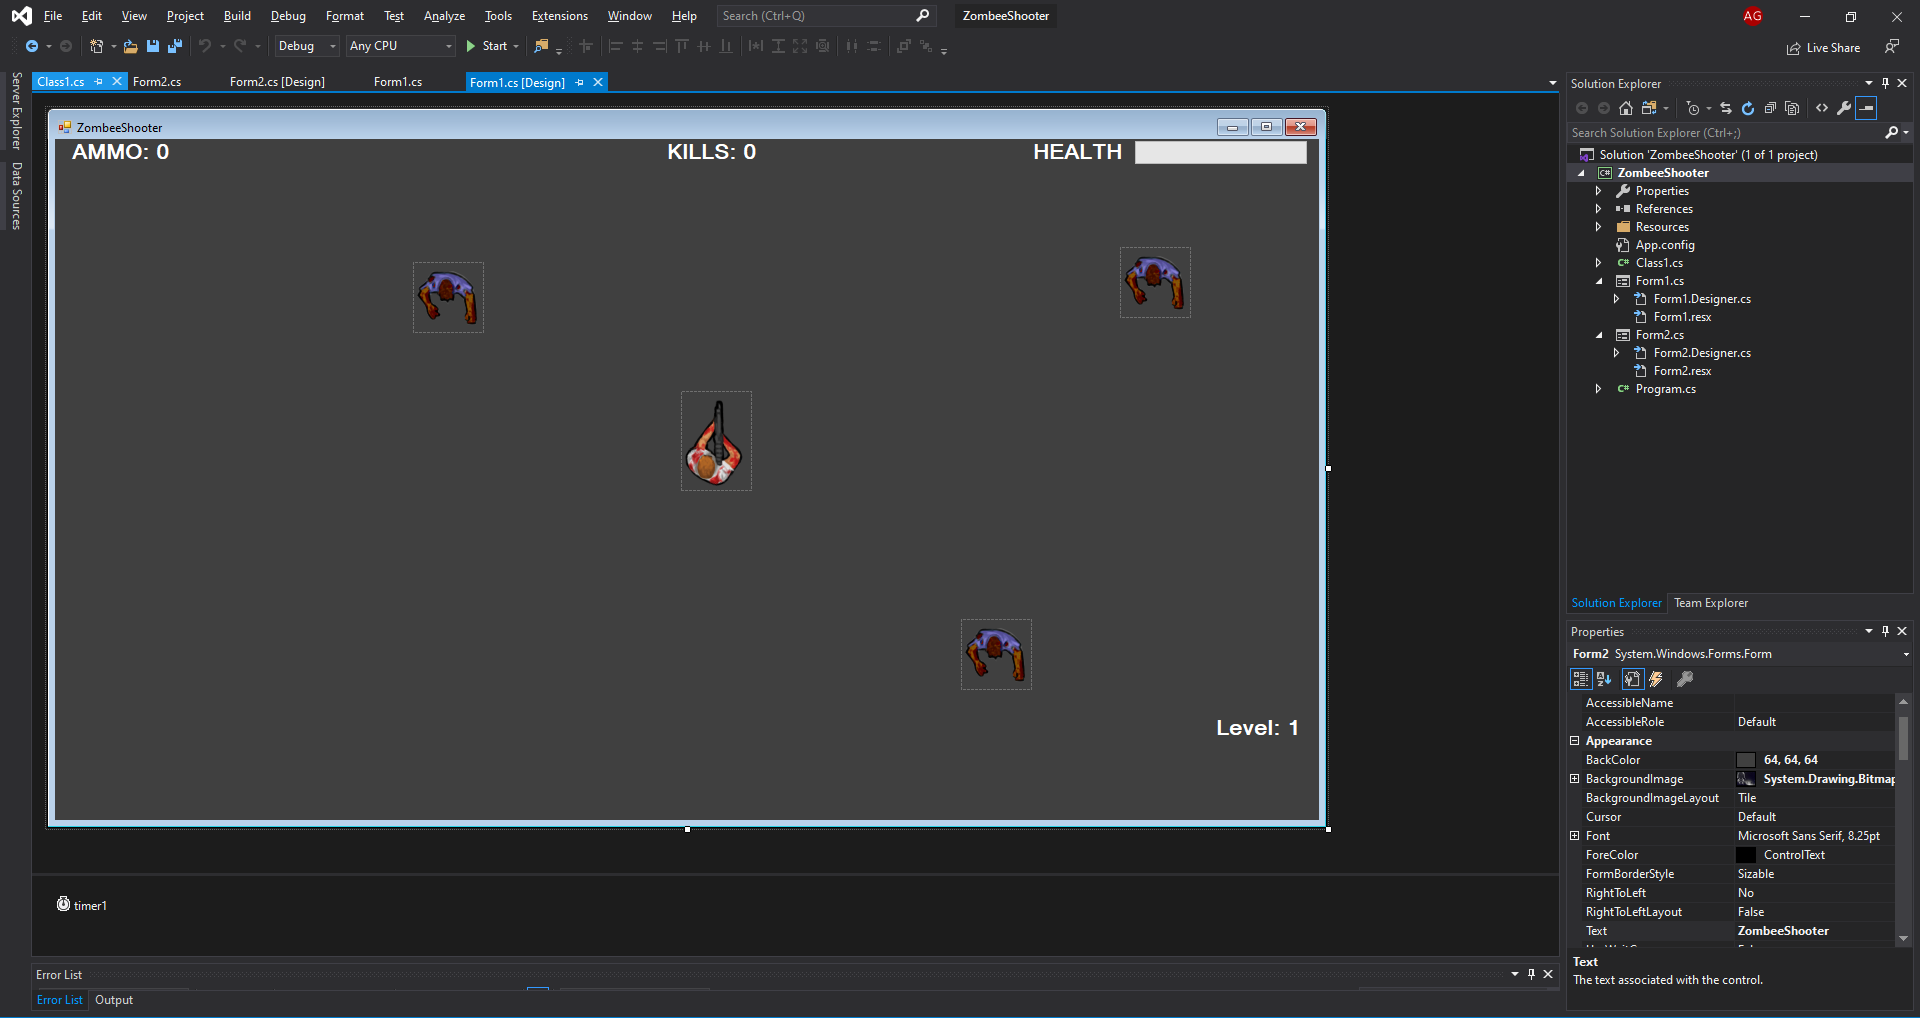 File Edit View Project Build Debug Format Test Analyze Tools Extensions Window Help Search (Ctrl+Q) ZombeeShooter AG
Debug Any CPU Start Live Share
Server Explorer
Data Sources
Class1.cs Form2.cs Form2.cs [Design] Form1.cs Form1.cs [Design]
ZombeeShooter
AMMO: 0 KILLS: 0 HEALTH
Level: 1
timer1
Error List
Error List Output
Solution Explorer
Search Solution Explorer (Ctrl+;)
Solution 'ZombeeShooter' (1 of 1 project)
C# ZombeeShooter
Properties
References
Resources
App.config
C# Class1.cs
Form1.cs
Form1.Designer.cs
Form1.resx
Form2.cs
Form2.Designer.cs
Form2.resx
C# Program.cs
Solution Explorer Team Explorer
Properties
Form2 System.Windows.Forms.Form
AccessibleName
AccessibleRole Default
Appearance
BackColor 64, 64, 64
BackgroundImage System.Drawing.Bitmap
BackgroundImageLayout Tile
Cursor Default
Font Microsoft Sans Serif, 8.25pt
ForeColor ControlText
FormBorderStyle Sizable
RightToLeft No
RightToLeftLayout False
Text ZombeeShooter
Text
The text associated with the control.